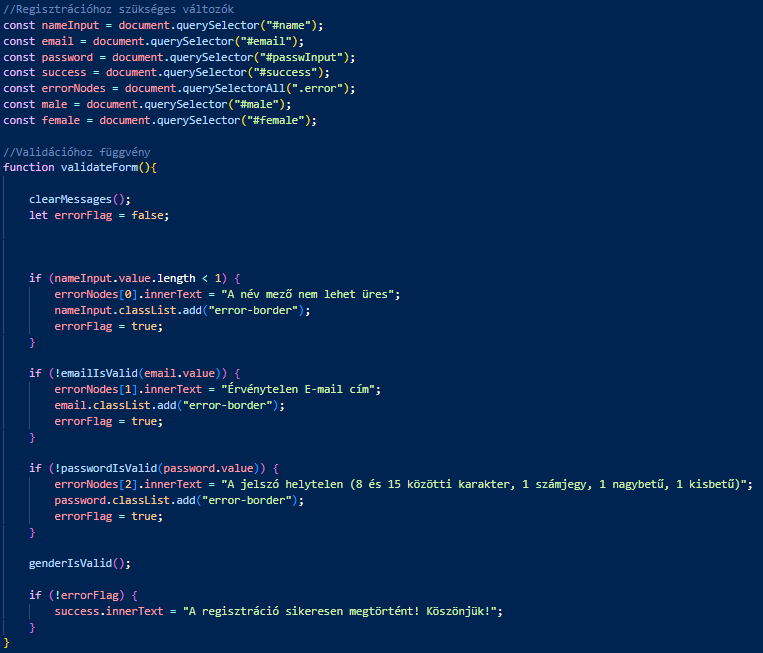 //Regisztrációhoz szükséges változók
const nameInput = document.querySelector("#name");
const email = document.querySelector("#email");
const password = document.querySelector("#passwInput");
const success = document.querySelector("#success");
const errorNodes = document.querySelectorAll(".error");
const male = document.querySelector("#male");
const female = document.querySelector("#female");
//Validációhoz függvény
function validateForm(){
clearMessages();
let errorFlag = false;
if (nameInput.value.length < 1) {
errorNodes[0].innerText = "A név mező nem lehet üres";
nameInput.classList.add("error-border");
errorFlag = true;
}
if (!emailIsValid(email.value)) {
errorNodes[1].innerText = "Érvénytelen E-mail cím";
email.classList.add("error-border");
errorFlag = true;
}
if (!passwordIsValid(password.value)) {
errorNodes[2].innerText = "A jelszó helytelen (8 és 15 közötti karakter, 1 számjegy, 1 nagybetű, 1 kisbetű)";
password.classList.add("error-border");
errorFlag = true;
}
genderIsValid();
if (!errorFlag) {
success.innerText = "A regisztráció sikeresen megtörtént! Köszönjük!";
}
}